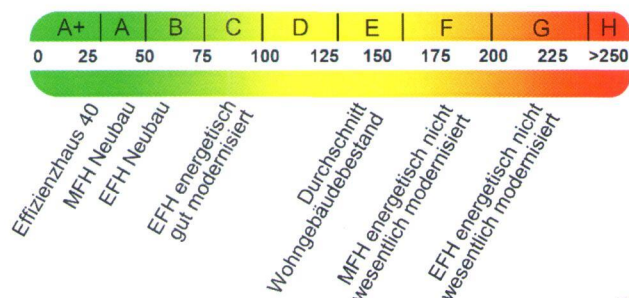 A+ A B C D E F G H
0 25 50 75 100 125 150 175 200 225 >250
Effizienzhaus 40
MFH Neubau
EFH Neubau
EFH energetisch
gut modernisiert
Durchschnitt
Wohngebäudebestand
MFH energetisch nicht
wesentlich modernisiert
EFH energetisch nicht
wesentlich modernisiert